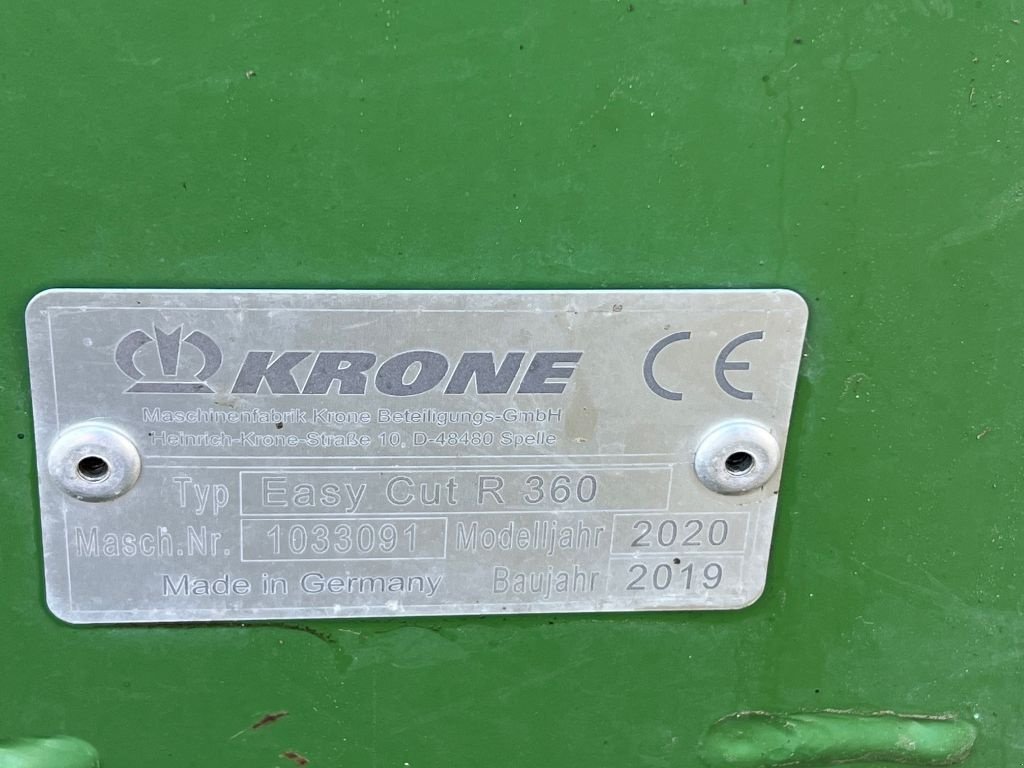 KRONE CE
Maschinenfabrik Krone Beteiligungs-GmbH
Heinrich-Krone-Straße 10, D-48480 Spelle
Typ Easy Cut R 360
Masch.Nr. 1033091 Modelljahr 2020
Made in Germany Baujahr 2019